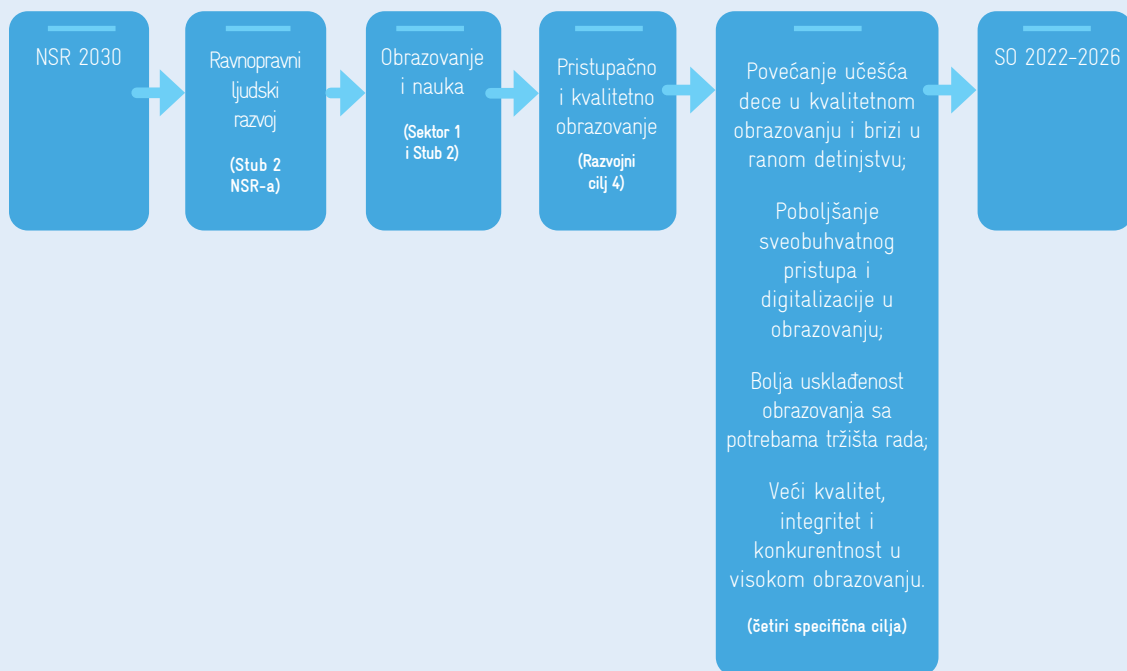 NSR 2030
Ravnopravni
ljudski
razvoj
(Stub 2
NSR-a)
Obrazovanje
i nauka
(Sektor 1
i Stub 2)
Pristupačno
i kvalitetno
obrazovanje
(Razvojni
cilj 4)
Povećanje učešća
dece u kvalitetnom
obrazovanju i brizi u
ranom detinjstvu;
Poboljšanje
sveobuhvatnog
pristupa i
digitalizacije u
obrazovanju;
Bolja usklađenost
obrazovanja sa
potrebama tržišta rada;
Veći kvalitet,
integritet i
konkurentnost u
visokom obrazovanju.
(četiri specifična cilja)
SO 2022-2026